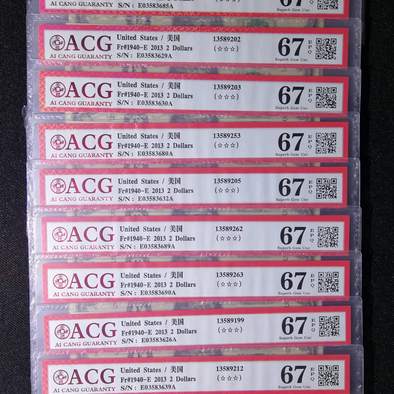 AI CANG GUARANTY S/N: E03583685A Superb Gem Unc
ACG United States / 美国 13589202 67 EPQ
Fr#1940-E 2013 2 Dollars (☆☆☆)
AI CANG GUARANTY S/N: E03583629A Superb Gem Unc
ACG United States / 美国 13589203 67 EPQ
Fr#1940-E 2013 2 Dollars (☆☆☆)
AI CANG GUARANTY S/N: E03583630A Superb Gem Unc
ACG United States / 美国 13589253 67 EPQ
Fr#1940-E 2013 2 Dollars (☆☆☆)
AI CANG GUARANTY S/N: E03583680A Superb Gem Unc
ACG United States / 美国 13589205 67 EPQ
Fr#1940-E 2013 2 Dollars (☆☆☆)
AI CANG GUARANTY S/N: E03583632A Superb Gem Unc
ACG United States / 美国 13589262 67 EPQ
Fr#1940-E 2013 2 Dollars (☆☆☆)
AI CANG GUARANTY S/N: E03583689A Superb Gem Unc
ACG United States / 美国 13589263 67 EPQ
Fr#1940-E 2013 2 Dollars (☆☆☆)
AI CANG GUARANTY S/N: E03583690A Superb Gem Unc
ACG United States / 美国 13589199 67 EPQ
Fr#1940-E 2013 2 Dollars (☆☆☆)
AI CANG GUARANTY S/N: E03583626A Superb Gem Unc
ACG United States / 美国 13589212 67 EPQ
Fr#1940-E 2013 2 Dollars (☆☆☆)
AI CANG GUARANTY S/N: E03583639A Superb Gem Unc